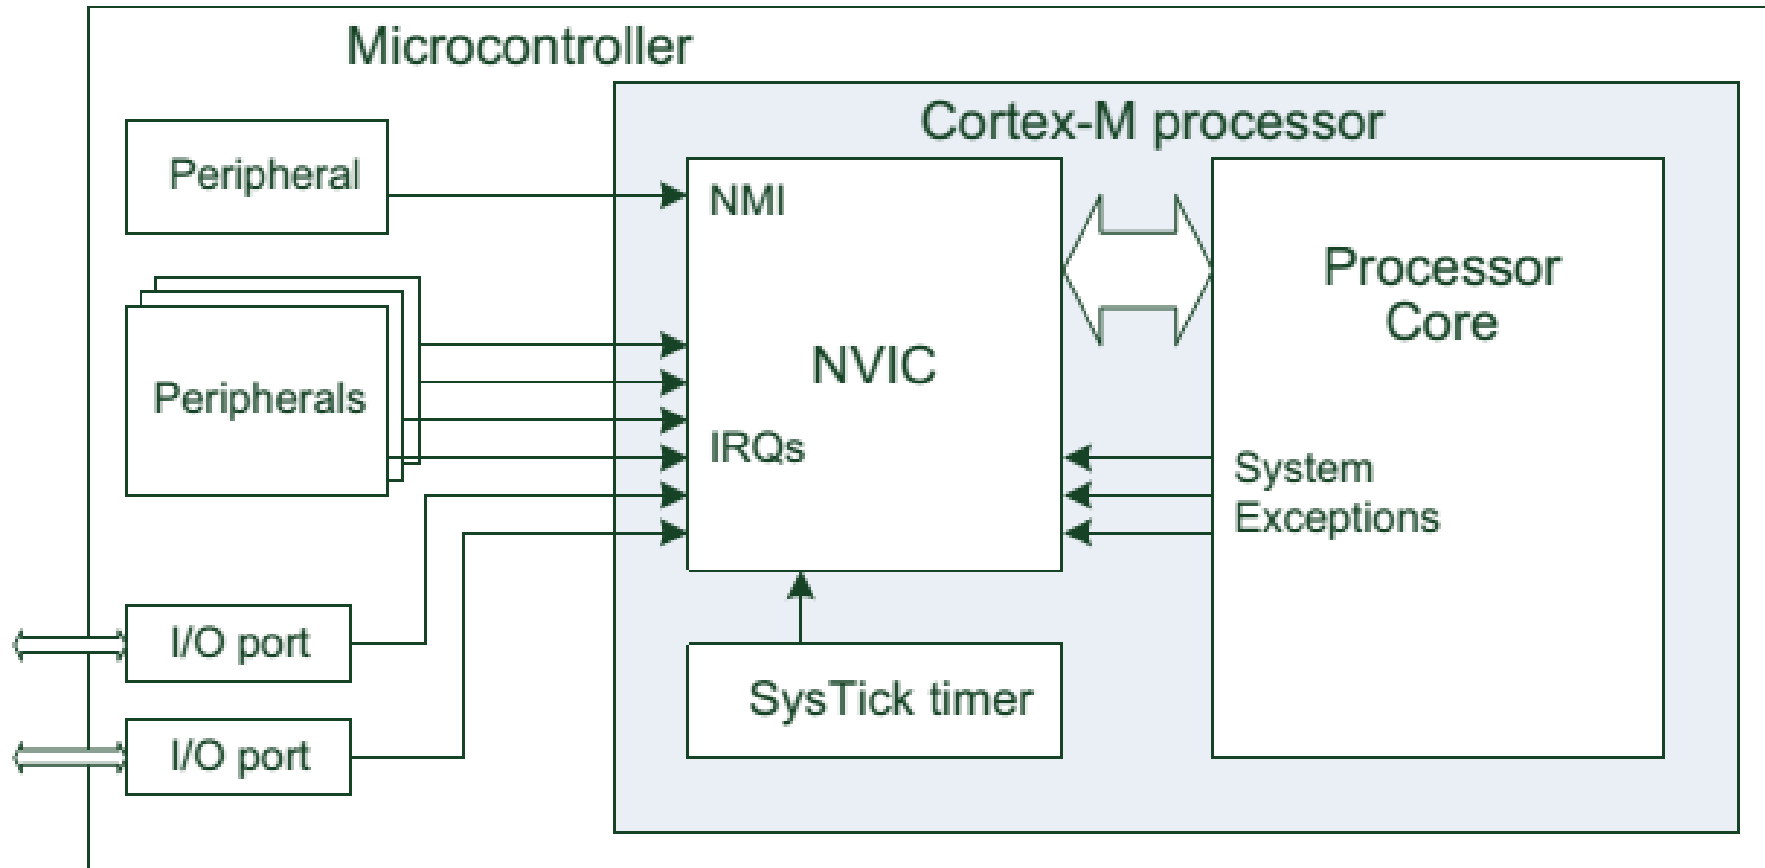 Microcontroller
Cortex-M processor
Peripheral
NMI
Processor
Core
NVIC
Peripherals
IRQs
System
Exceptions
I/O port
SysTick timer
I/O port